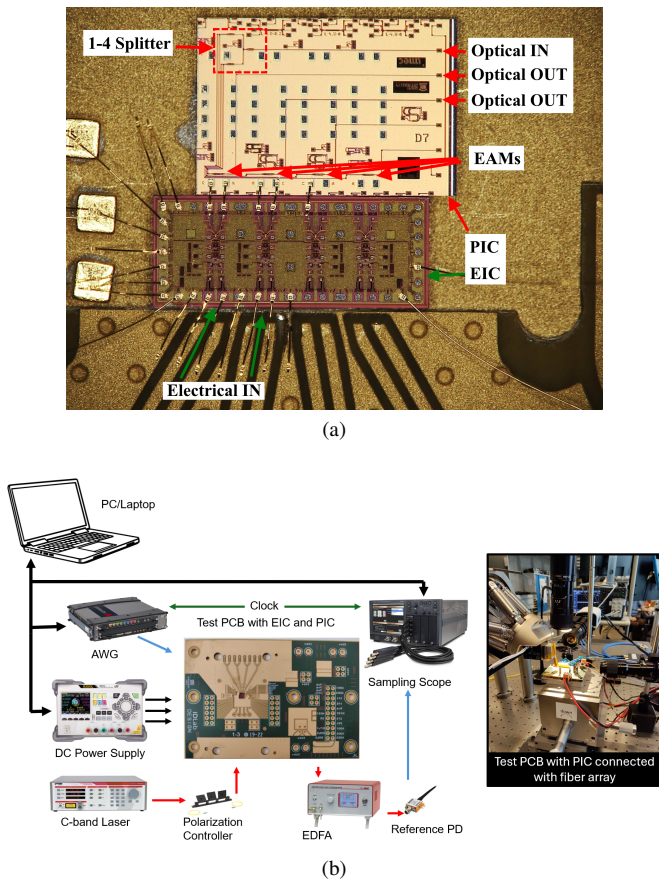 1-4 Splitter
Optical IN
Optical OUT
Optical OUT
imec
D7
EAMs
PIC
EIC
Electrical IN
(a)
PC/Laptop
Clock
Test PCB with EIC and PIC
AWG
Sampling Scope
DC Power Supply
C-band Laser
Polarization
Controller
EDFA
Reference PD
Test PCB with PIC connected
with fiber array
(b)